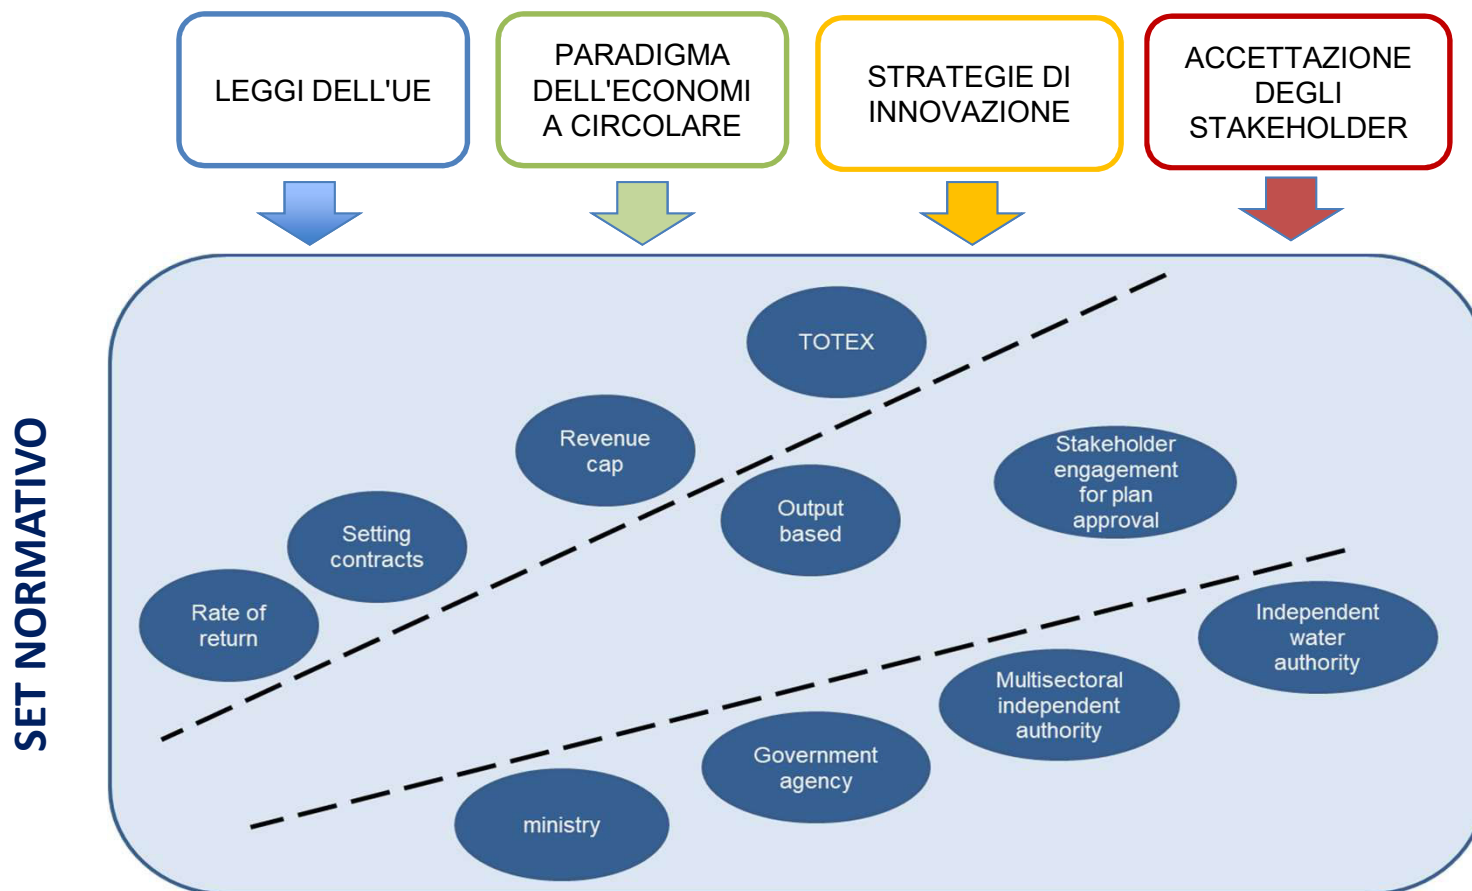 LEGGI DELL'UE
PARADIGMA
DELL'ECONOMI
A CIRCOLARE
STRATEGIE DI
INNOVAZIONE
ACCETTAZIONE
DEGLI
STAKEHOLDER
SET NORMATIVO
TOTEX
Revenue
cap
Stakeholder
engagement
for plan
approval
Output
based
Setting
contracts
Rate of
return
Independent
water
authority
Multisectoral
independent
authority
Government
agency
ministry